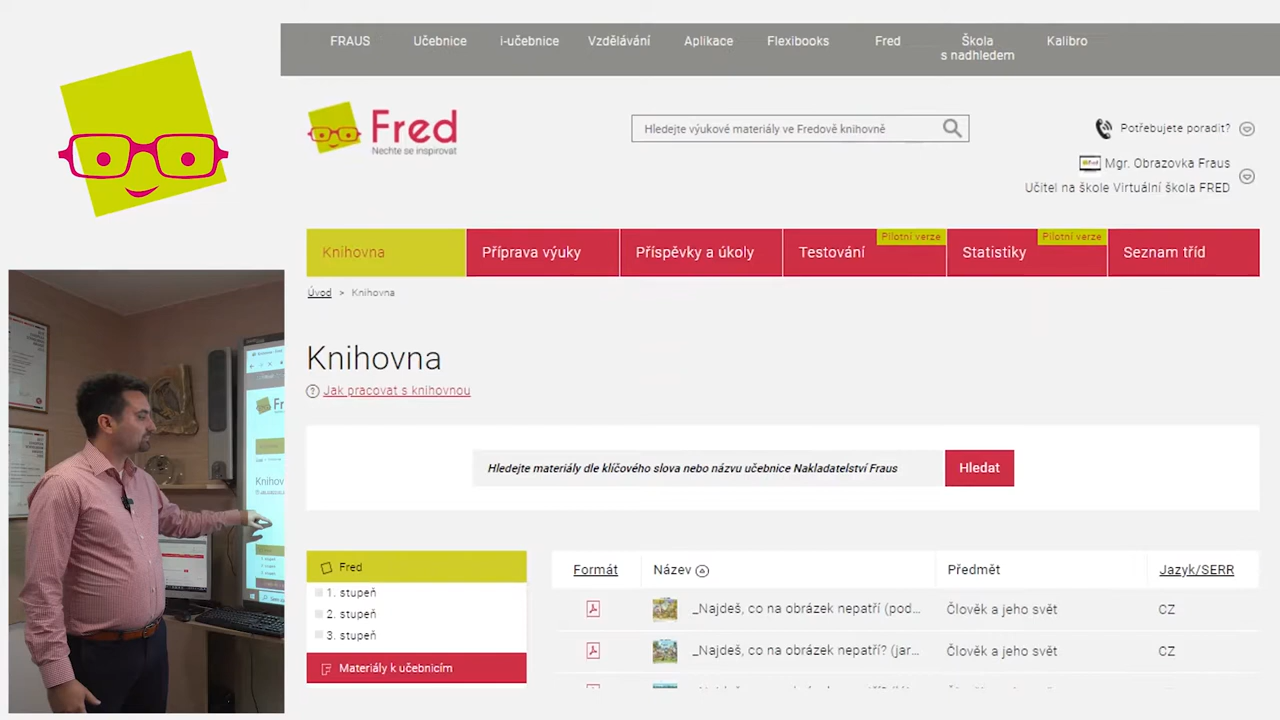 FRAUS
Učebnice
i-učebnice
Vzdělávání
Aplikace
Flexibooks
Fred
Škola
s nadhledem
Kalibro
Fred
Nechte se inspirovat
Hledejte výukové materiály ve Fredově knihovně
Potřebujete poradit?
Mgr. Obrazovka Fraus
Učitel na škole Virtuální škola FRED
Knihovna
Příprava výuky
Příspěvky a úkoly
Testování
Pilotní verze
Statistiky
Pilotní verze
Seznam tříd
Úvod > Knihovna
Knihovna
? Jak pracovat s knihovnou
Hledejte materiály dle klíčového slova nebo názvu učebnice Nakladatelství Fraus
Hledat
Fred
1. stupeň
2. stupeň
3. stupeň
Materiály k učebnicím
Formát
Název
Předmět
Jazyk/SERR
_Najdeš, co na obrázek nepatří (pod...
Člověk a jeho svět
CZ
_Najdeš, co na obrázek nepatří? (jar...
Člověk a jeho svět
CZ